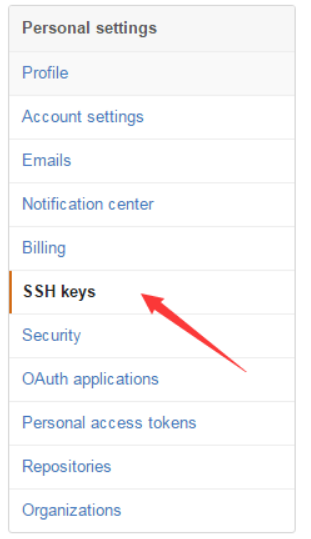 Personal settings
Profile
Account settings
Emails
Notification center
Billing
SSH keys
Security
OAuth applications
Personal access tokens
Repositories
Organizations